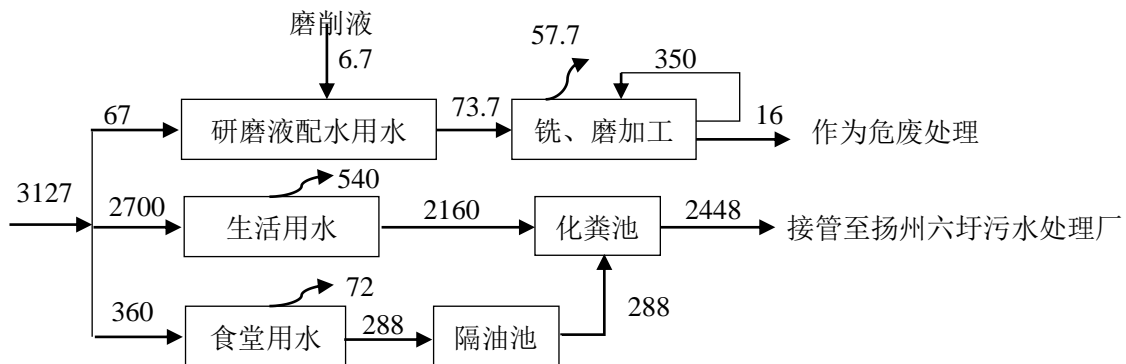 磨削液
6.7
57.7
350
67
研磨液配水用水
73.7
铣、磨加工
16
作为危废处理
3127
2700
540
生活用水
2160
化粪池
2448
接管至扬州六圩污水处理厂
360
72
食堂用水
288
隔油池
288